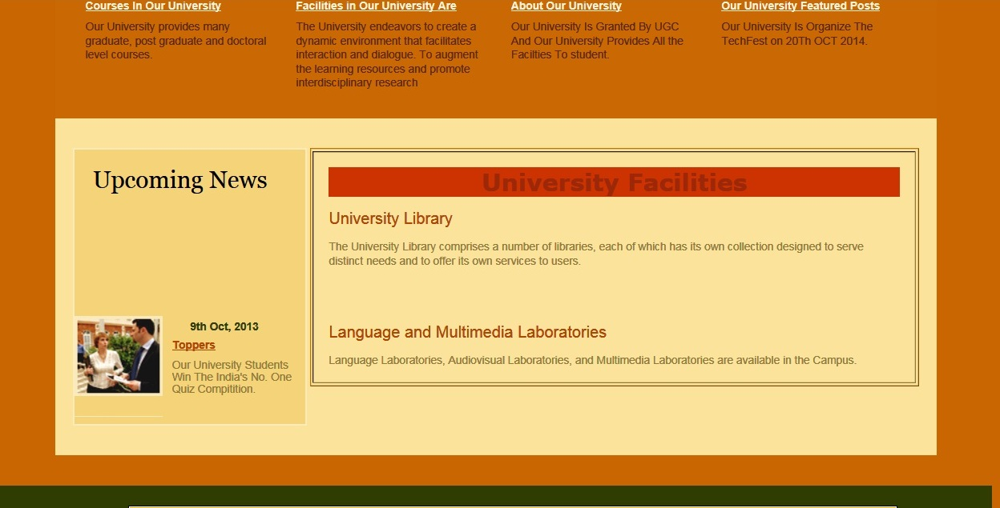 Courses In Our University
Our University provides many
graduate, post graduate and doctoral
level courses.
Facilities in Our University Are
The University endeavors to create a
dynamic environment that facilitates
interaction and dialogue. To augment
the learning resources and promote
interdisciplinary research
About Our University
Our University Is Granted By UGC
And Our University Provides All the
Facilties To student.
Our University Featured Posts
Our University Is Organize The
TechFest on 20Th OCT 2014.
Upcoming News
9th Oct, 2013
Toppers
Our University Students
Win The India's No. One
Quiz Compitition.
University Facilities
University Library
The University Library comprises a number of libraries, each of which has its own collection designed to serve
distinct needs and to offer its own services to users.
Language and Multimedia Laboratories
Language Laboratories, Audiovisual Laboratories, and Multimedia Laboratories are available in the Campus.